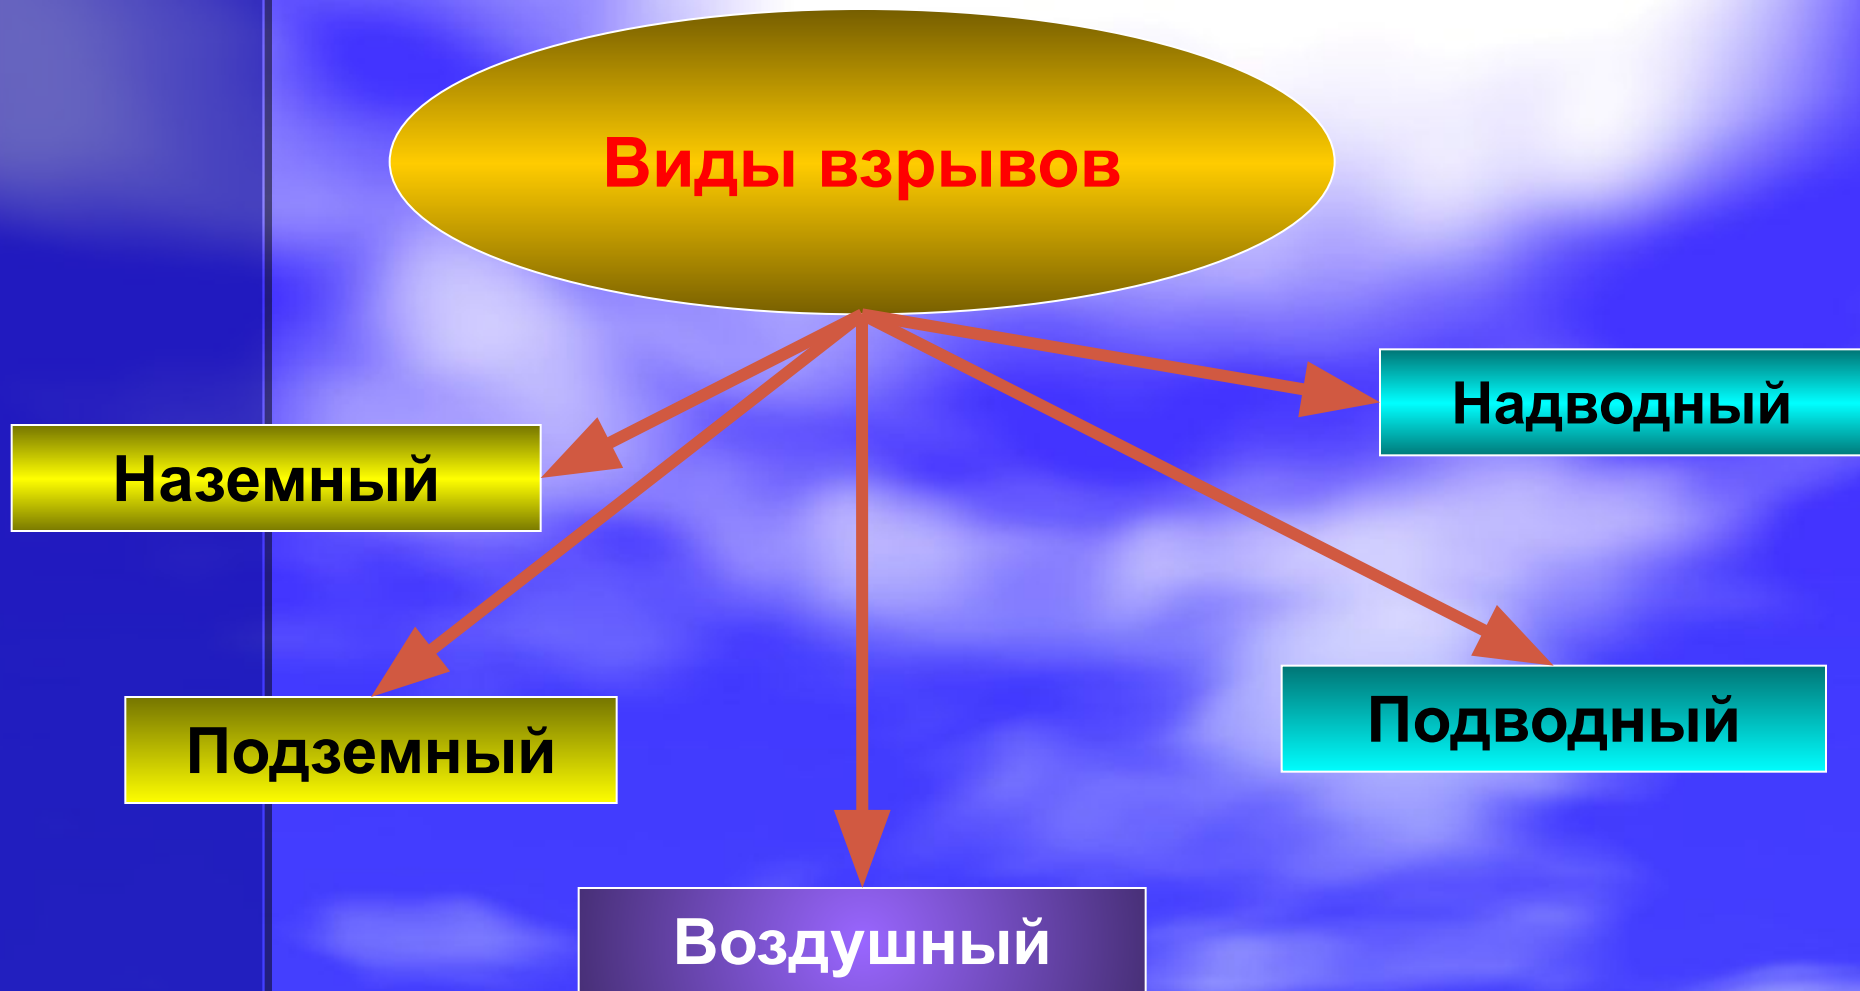 Виды взрывов
Надводный
Наземный
Подводный
Подземный
Воздушный